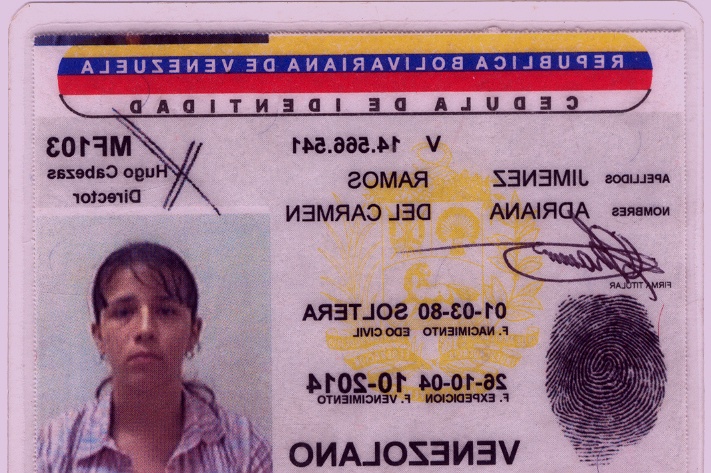 REPUBLICA BOLIVARIANA DE VENEZUELA
CEDULA DE IDENTIDAD
V 14.566.541
MF103
Hugo Cabezas
Director
APELLIDOS JIMENEZ RAMOS
NOMBRES ADRIANA DEL CARMEN
FIRMA TITULAR
01-03-80 SOLTERA
F. NACIMIENTO EDO CIVIL
26-10-04 10-2014
F. EXPEDICION F. VENCIMIENTO
VENEZOLANO